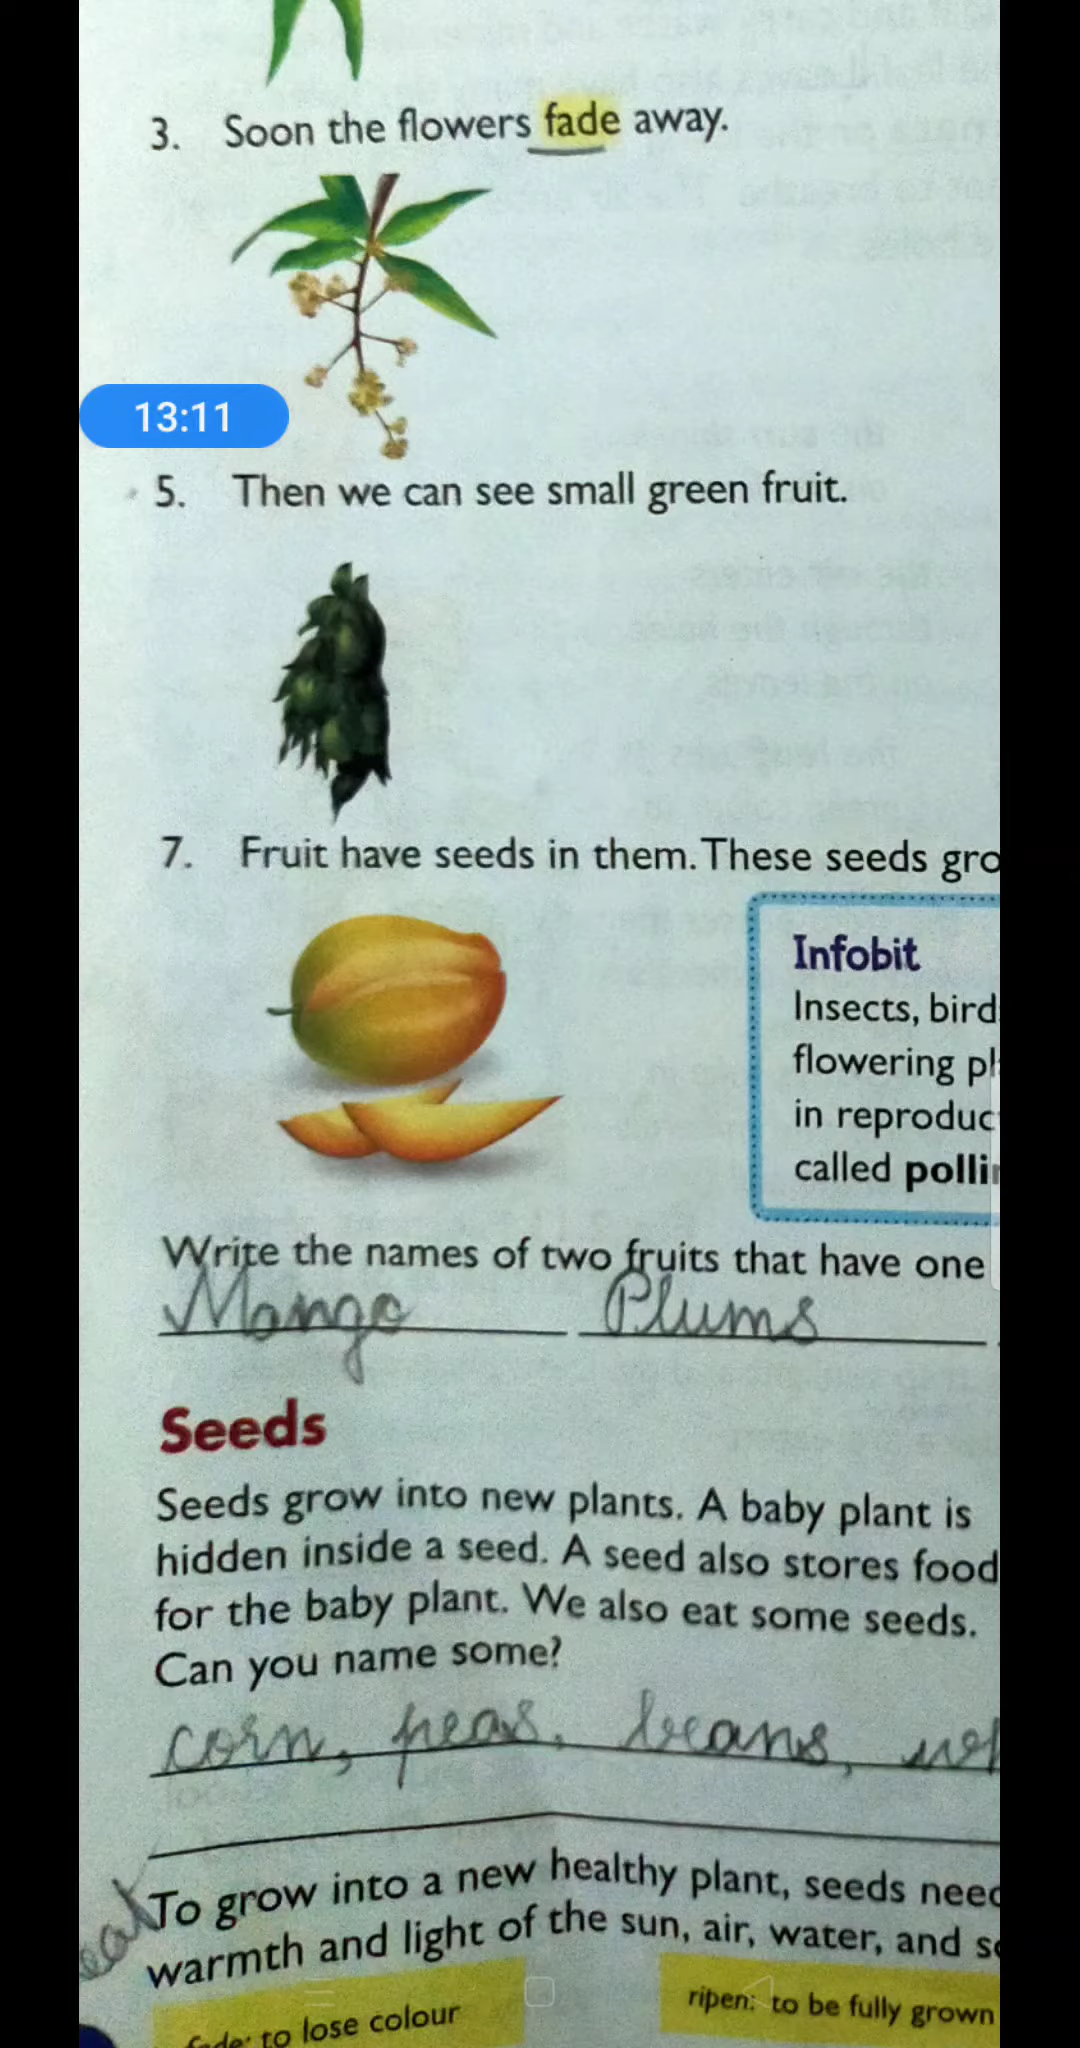 3. Soon the flowers fade away.
13:11
5. Then we can see small green fruit.
7. Fruit have seeds in them. These seeds gro
Infobit
Insects, bird
flowering pl
in reproduc
called polli
Write the names of two fruits that have one
Mango Plums
Seeds
Seeds grow into new plants. A baby plant is
hidden inside a seed. A seed also stores food
for the baby plant. We also eat some seeds.
Can you name some?
corn, peas, beans, wh
eat
To grow into a new healthy plant, seeds need
warmth and light of the sun, air, water, and so
fade: to lose colour
ripen: to be fully grown